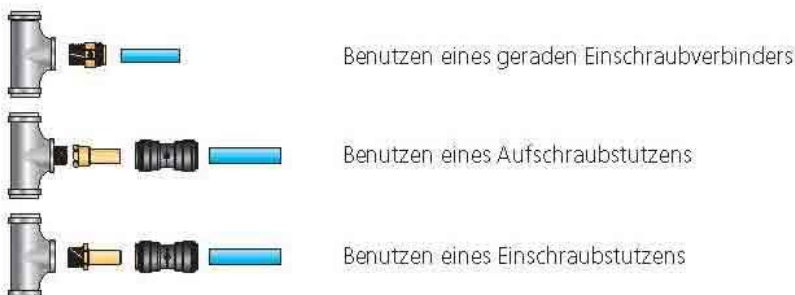 Benutzen eines geraden Einschraubverbinders
Benutzen eines Aufschraubstutzens
Benutzen eines Einschraubstutzens